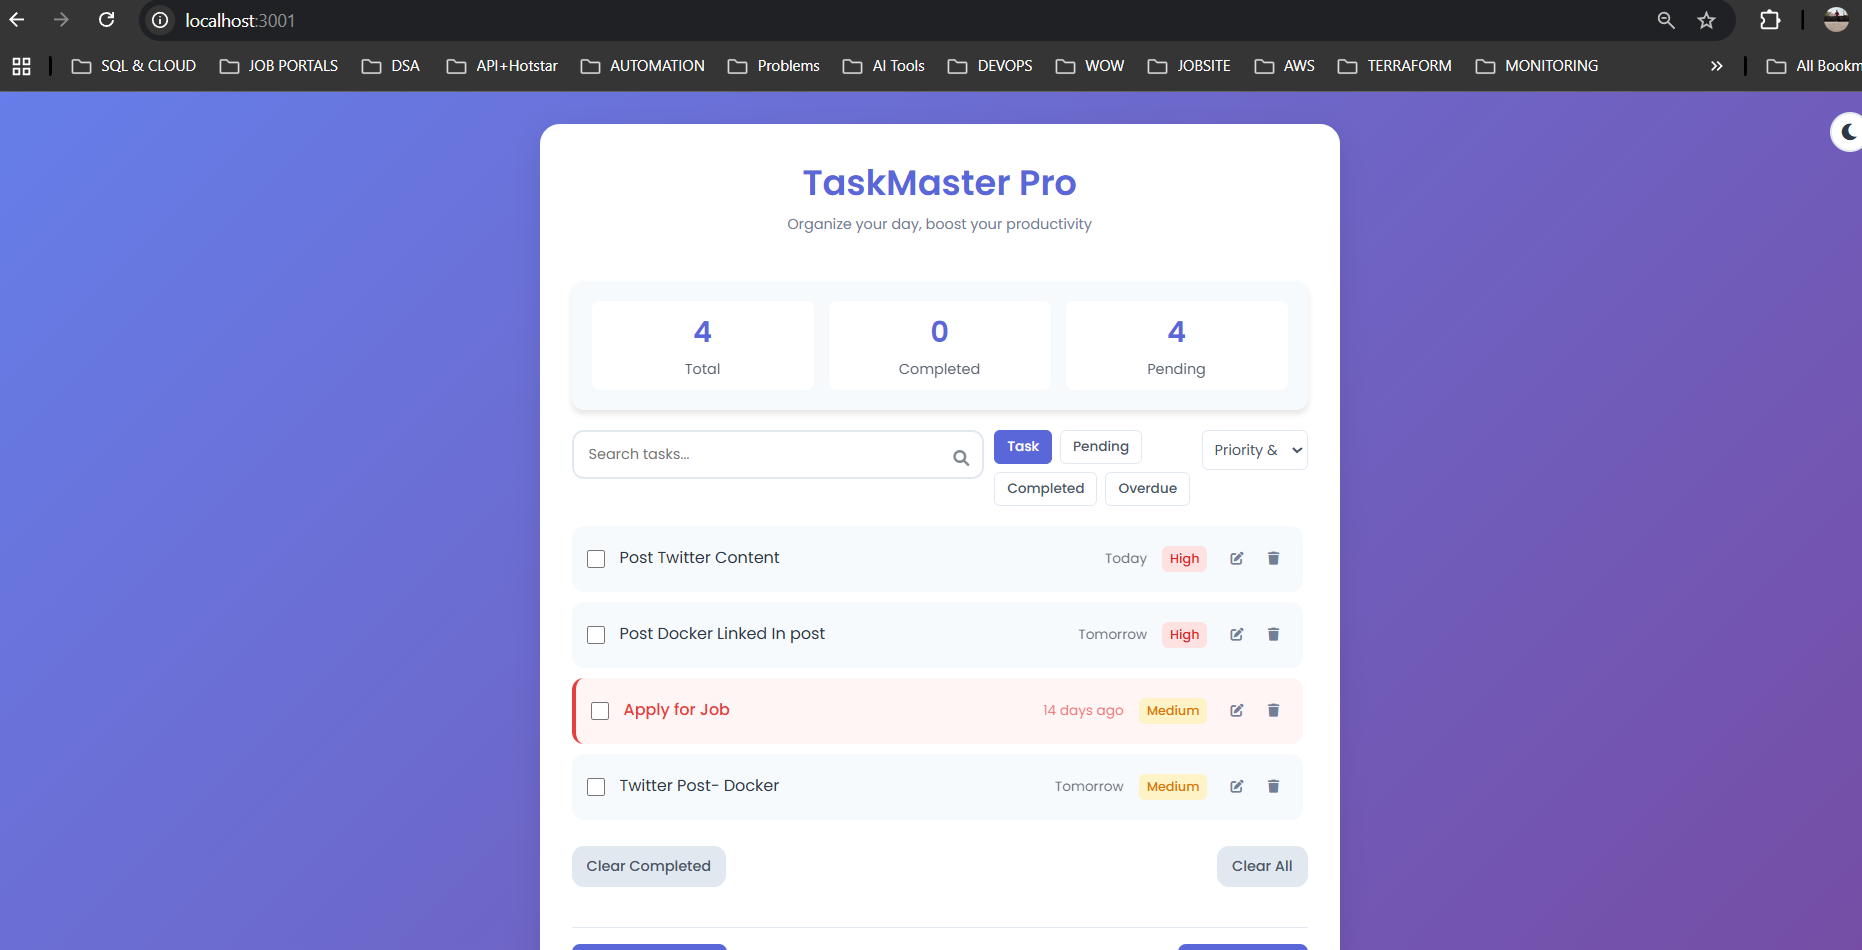 localhost:3001
SQL & CLOUD JOB PORTALS DSA API+Hotstar AUTOMATION Problems AI Tools DEVOPS WOW JOBSITE AWS TERRAFORM MONITORING » All Bookm
TaskMaster Pro
Organize your day, boost your productivity
4 0 4
Total Completed Pending
Search tasks... Task Pending Priority &
Completed Overdue
Post Twitter Content Today High
Post Docker Linked In post Tomorrow High
Apply for Job 14 days ago Medium
Twitter Post- Docker Tomorrow Medium
Clear Completed Clear All